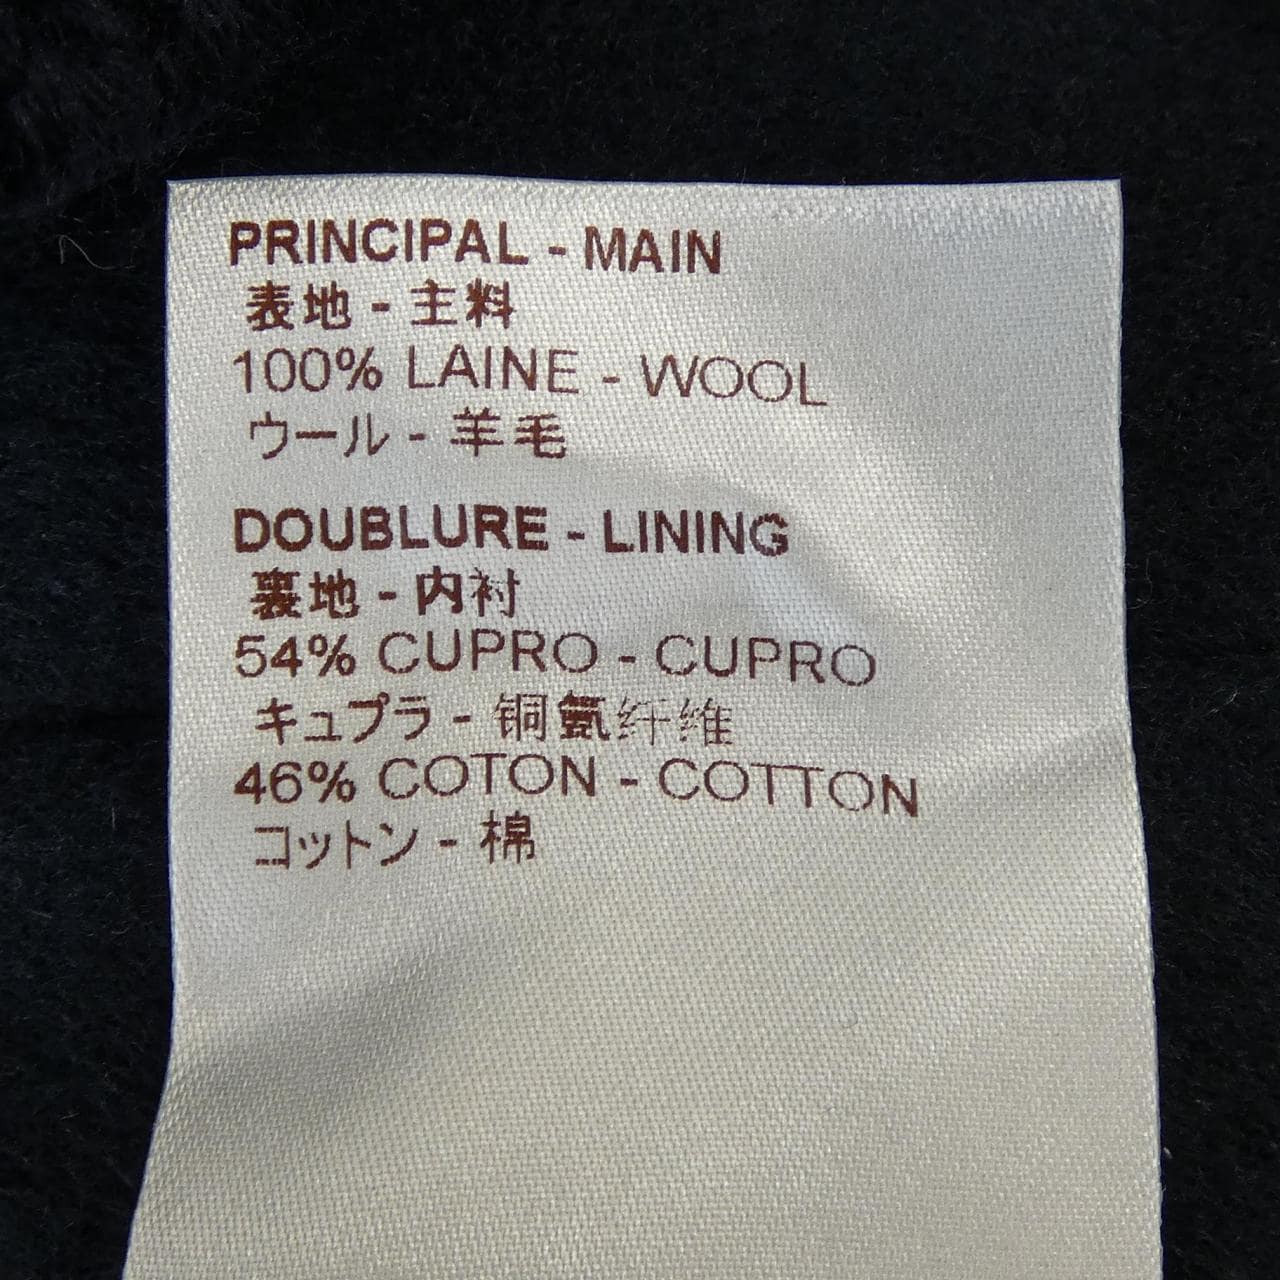 PRINCIPAL - MAIN
表地 - 主料
100% LAINE - WOOL
ウール - 羊毛
DOUBLURE - LINING
裏地 - 内衬
54% CUPRO - CUPRO
キュプラ - 铜氨纤维
46% COTON - COTTON
コットン - 棉